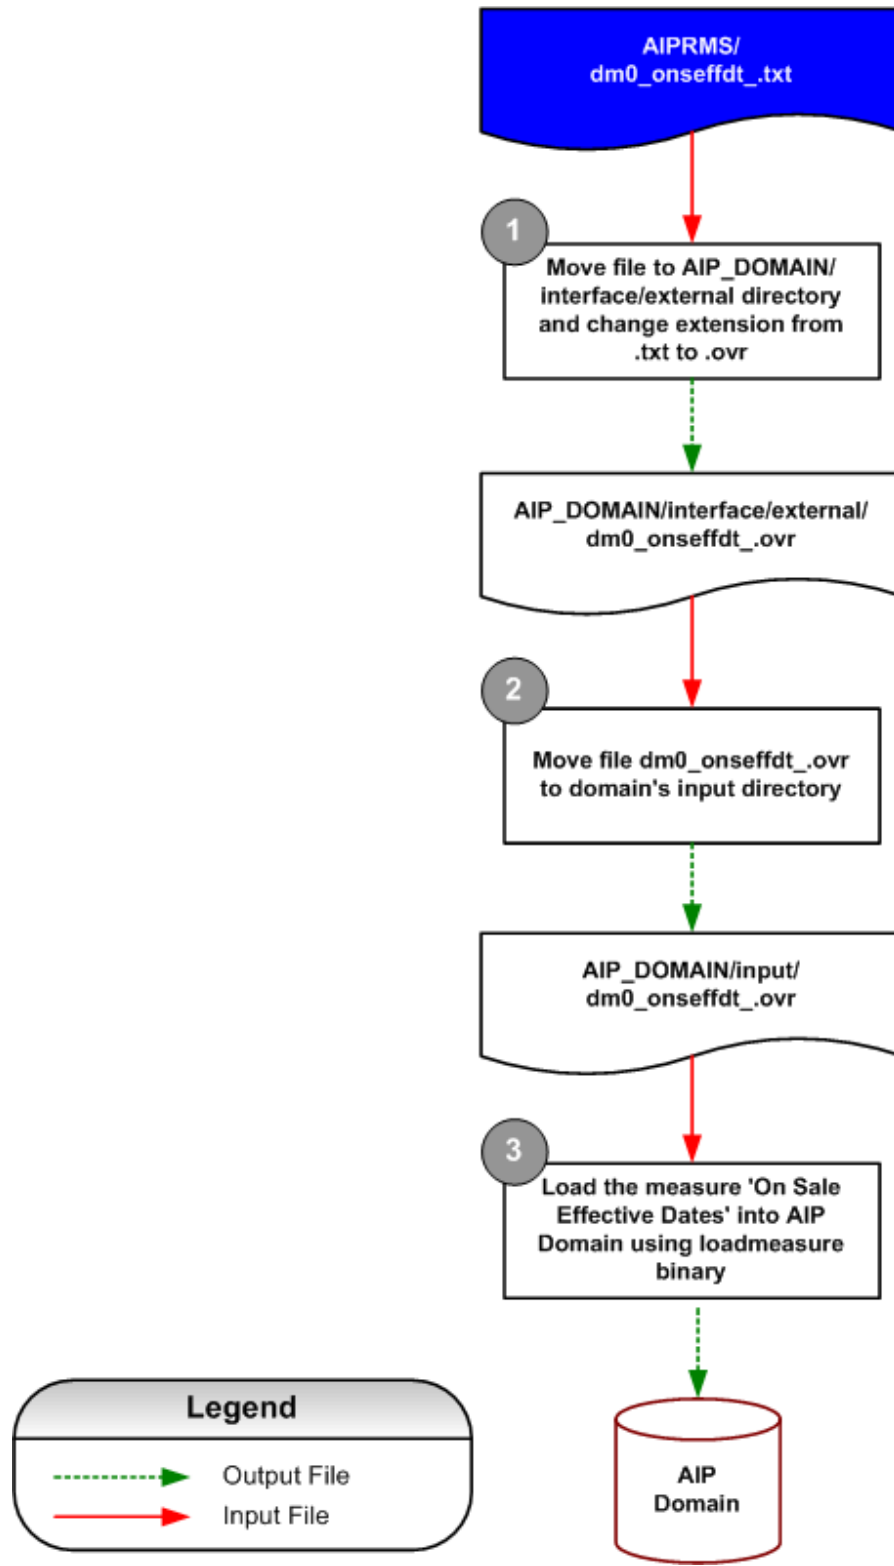 AIPRMS/
dm0_onseffdt_.txt
1
Move file to AIP_DOMAIN/
interface/external directory
and change extension from
.txt to .ovr
AIP_DOMAIN/interface/external/
dm0_onseffdt_.ovr
2
Move file dm0_onseffdt_.ovr
to domain's input directory
AIP_DOMAIN/input/
dm0_onseffdt_.ovr
3
Load the measure 'On Sale
Effective Dates' into AIP
Domain using loadmeasure
binary
Legend
Output File
Input File
AIP
Domain